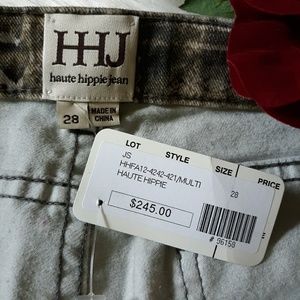 HHJ
haute hippie jean
28
MADE IN
CHINA
LOT STYLE SIZE PRICE
JS
HHFA12-4242-421/MULTI 28
HAUTE HIPPIE
$245.00
# 96158